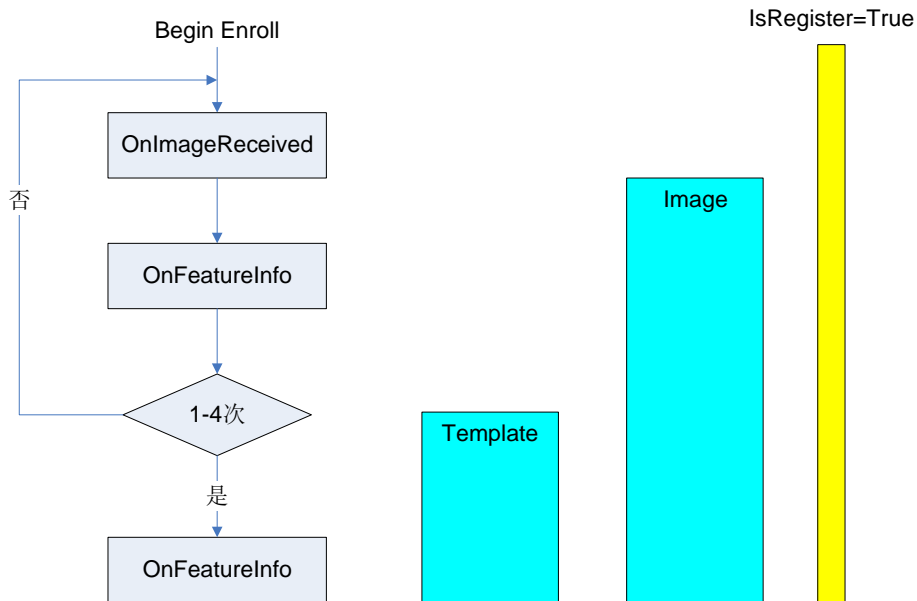 IsRegister=True
Begin Enroll
OnImageReceived
否
Image
OnFeatureInfo
1-4次
Template
是
OnFeatureInfo